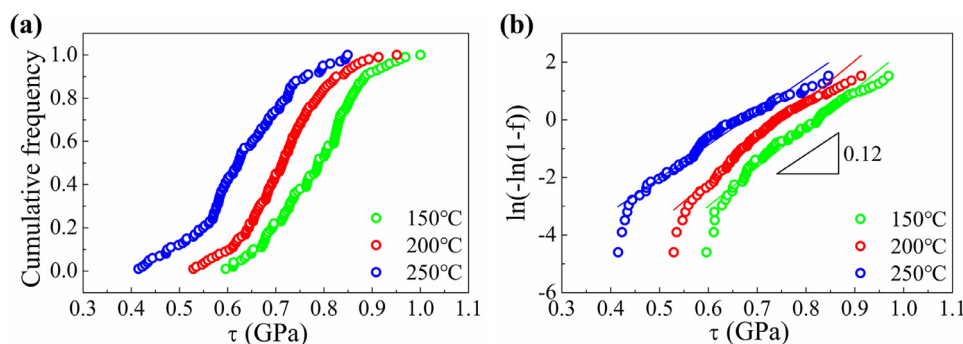 (a)
Cumulative frequency
1.0
0.8
0.6
0.4
0.2
0.0
150°C
200°C
250°C
0.3 0.4 0.5 0.6 0.7 0.8 0.9 1.0 1.1
τ (GPa)
(b)
ln(-ln(1-f))
2
0
-2
-4
-6
0.12
150°C
200°C
250°C
0.3 0.4 0.5 0.6 0.7 0.8 0.9 1.0 1.1
τ (GPa)